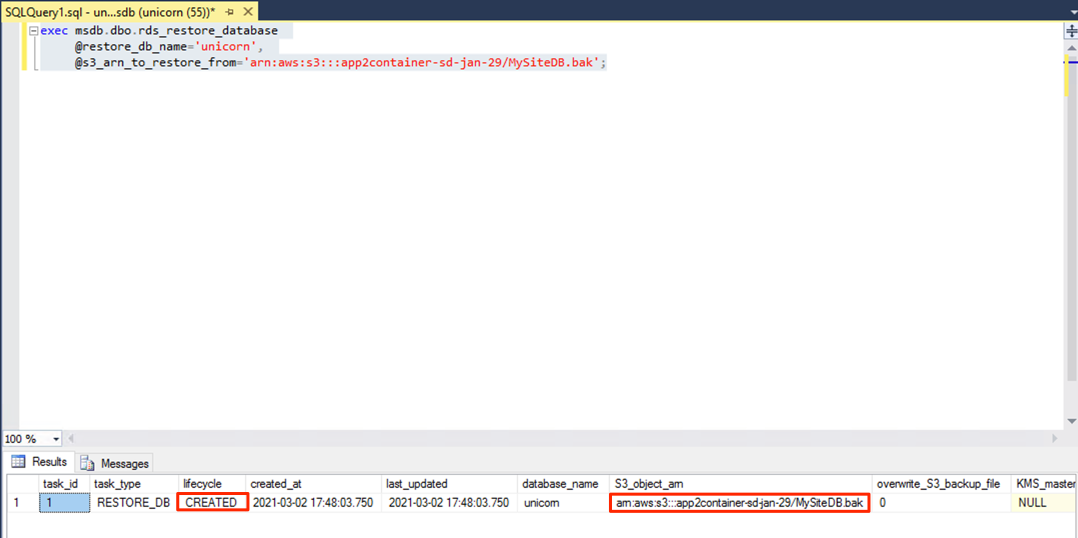 SQLQuery1.sql - un...sdb (unicorn (55))*
exec msdb.dbo.rds_restore_database
@restore_db_name='unicorn',
@s3_arn_to_restore_from='arn:aws:s3:::app2container-sd-jan-29/MySiteDB.bak';
100 %
Results Messages
task_id task_type lifecycle created_at last_updated database_name S3_object_arn overwrite_S3_backup_file KMS_master
1 1 RESTORE_DB CREATED 2021-03-02 17:48:03.750 2021-03-02 17:48:03.750 unicorn arn:aws:s3:::app2container-sd-jan-29/MySiteDB.bak 0 NULL